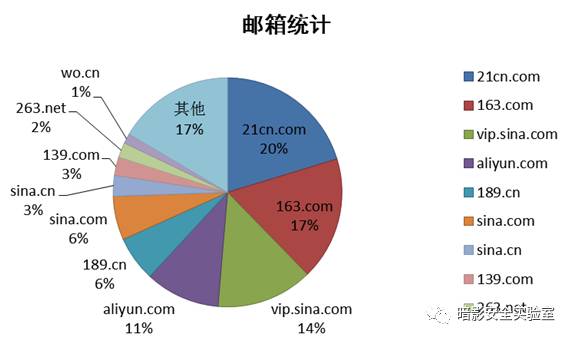 邮箱统计
wo.cn
1%
263.net
2%
139.com
3%
sina.cn
3%
sina.com
6%
189.cn
6%
aliyun.com
11%
vip.sina.com
14%
163.com
17%
21cn.com
20%
其他
17%
21cn.com
163.com
vip.sina.com
aliyun.com
189.cn
sina.com
sina.cn
139.com
263.net
暗影安全实验室